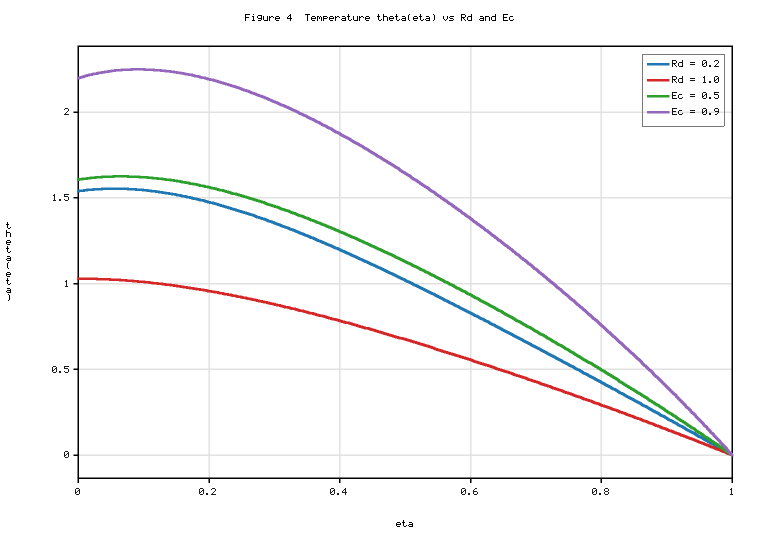 Figure 4  Temperature theta(eta) vs Rd and Ec
Rd = 0.2
Rd = 1.0
Ec = 0.5
Ec = 0.9
2
1.5
1
0.5
0
theta(eta)
0
0.2
0.4
0.6
0.8
1
eta